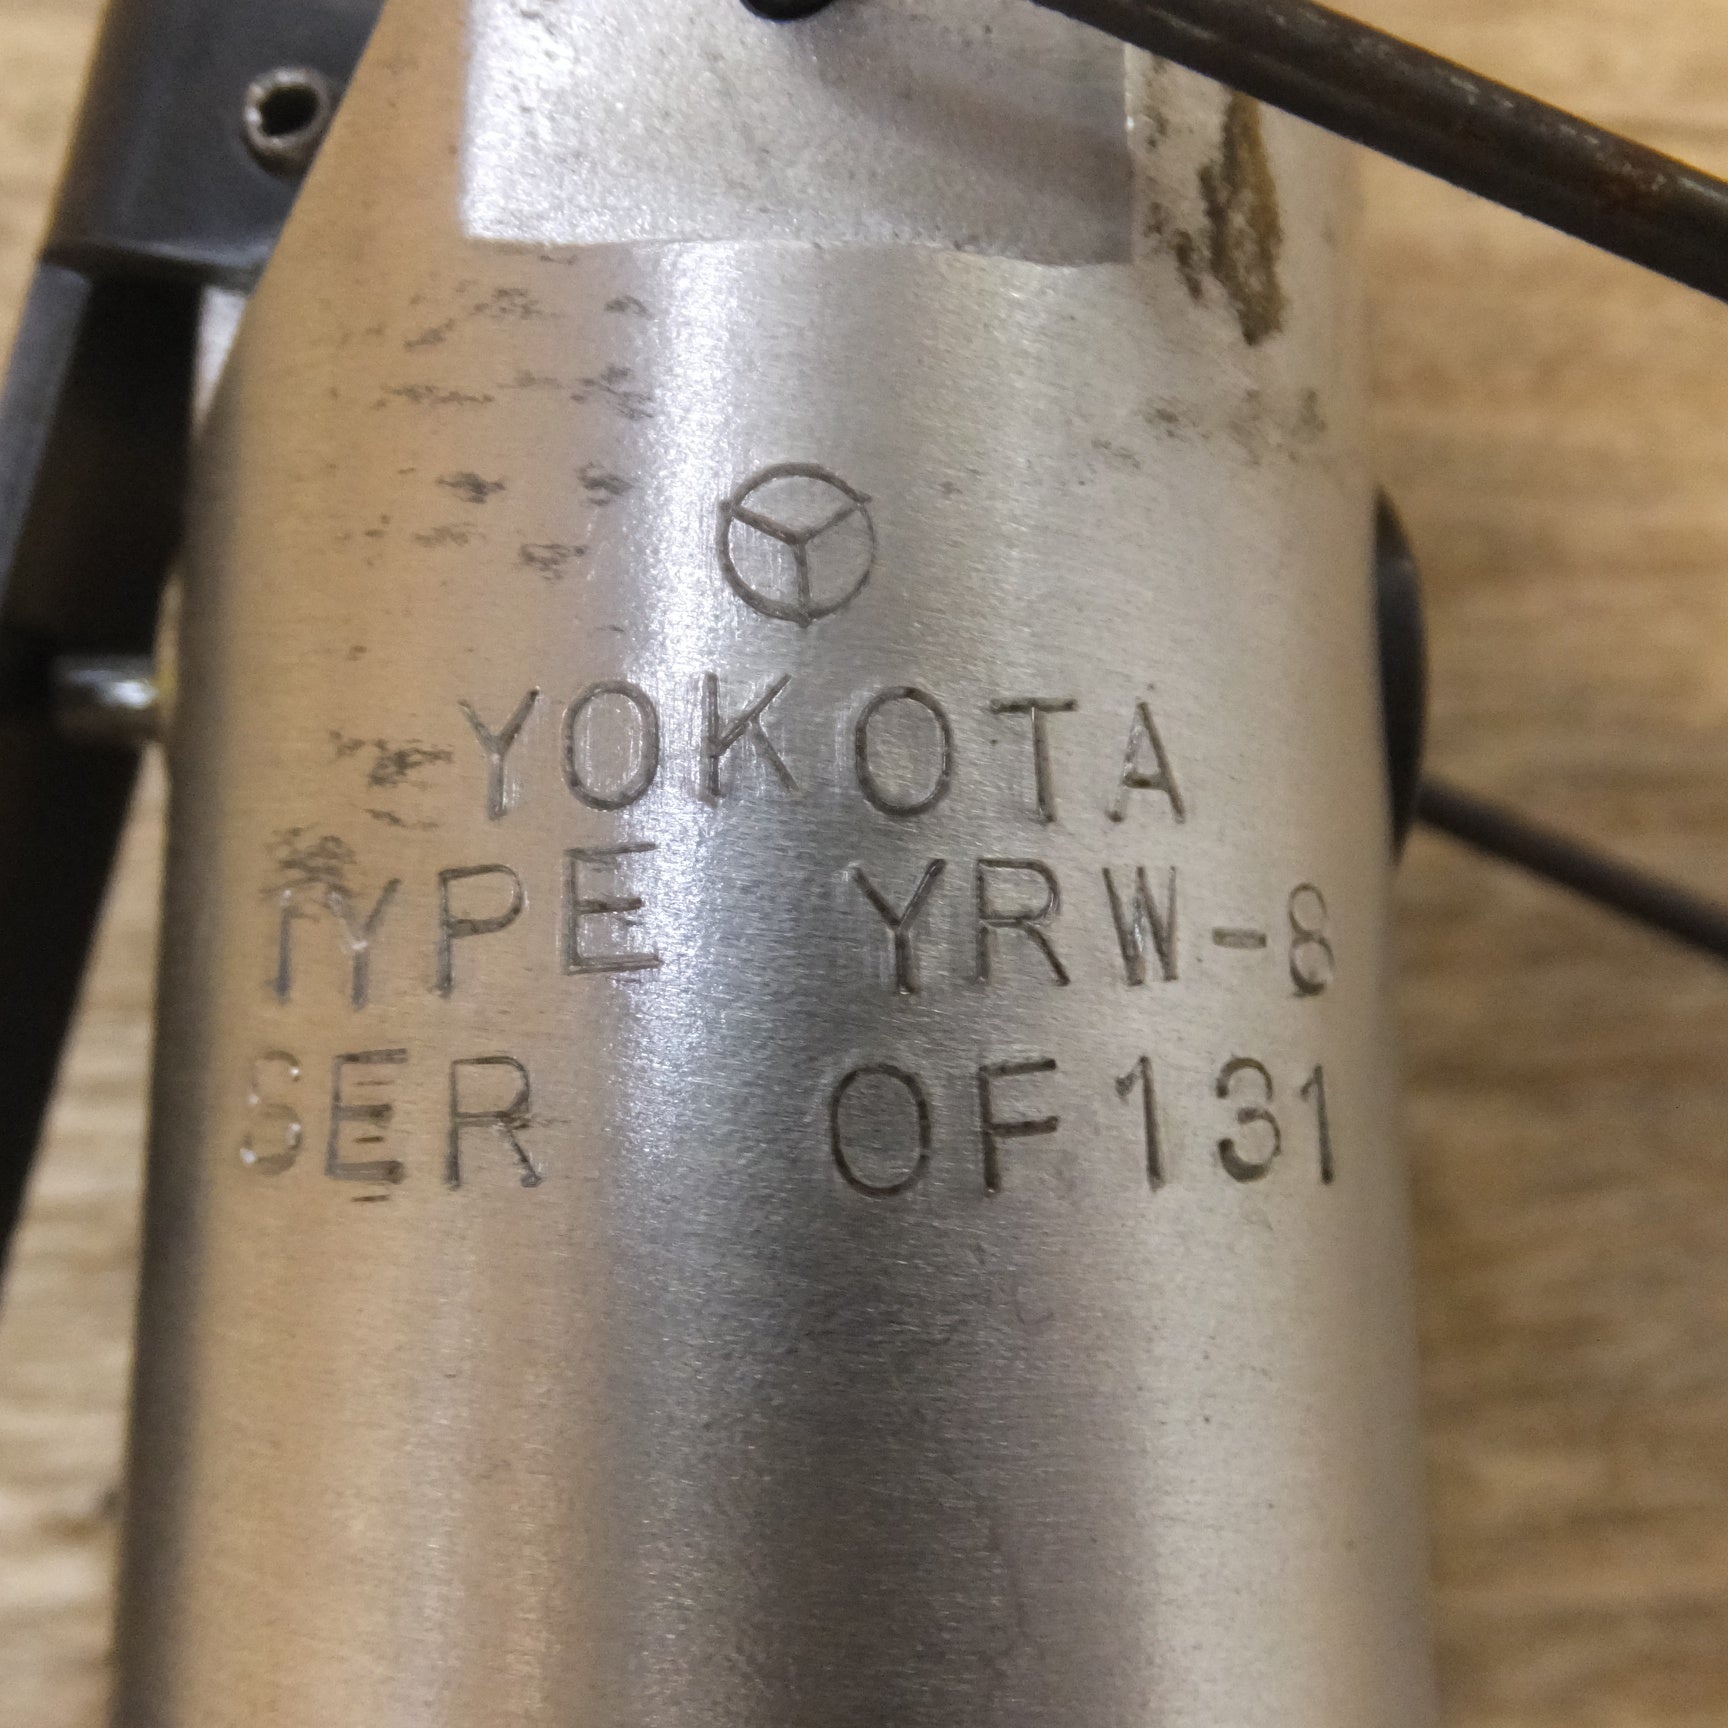 YOKOTA
TYPE YRW-8
SER OF131